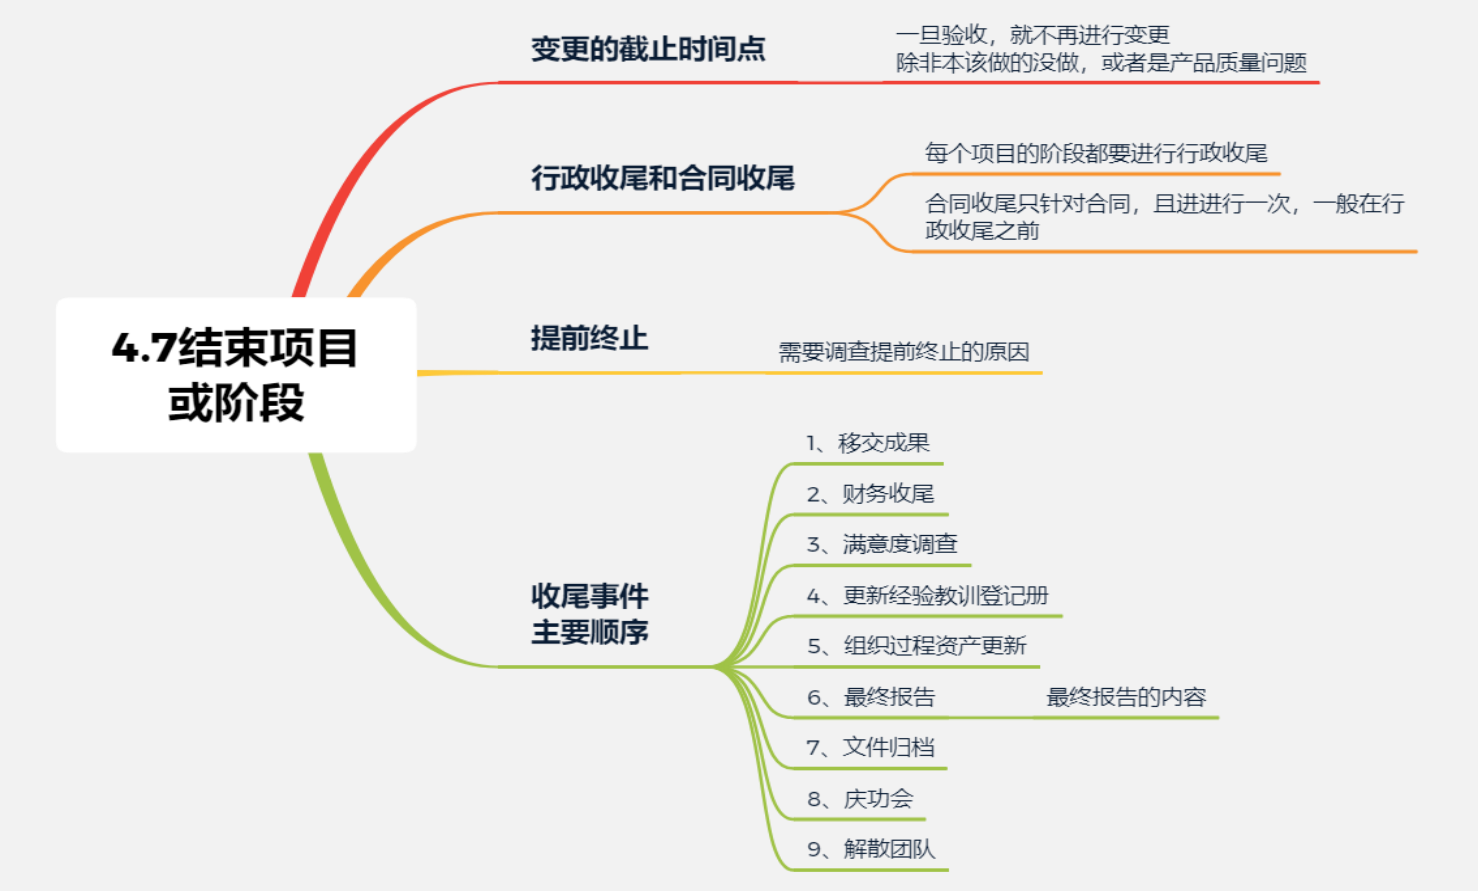 变更的截止时间点
一旦验收，就不再进行变更
除非本该做的没做，或者是产品质量问题
行政收尾和合同收尾
每个项目的阶段都要进行行政收尾
合同收尾只针对合同，且进进行一次，一般在行
政收尾之前
4.7结束项目
或阶段
提前终止
需要调查提前终止的原因
收尾事件
主要顺序
1、移交成果
2、财务收尾
3、满意度调查
4、更新经验教训登记册
5、组织过程资产更新
6、最终报告
最终报告的内容
7、文件归档
8、庆功会
9、解散团队